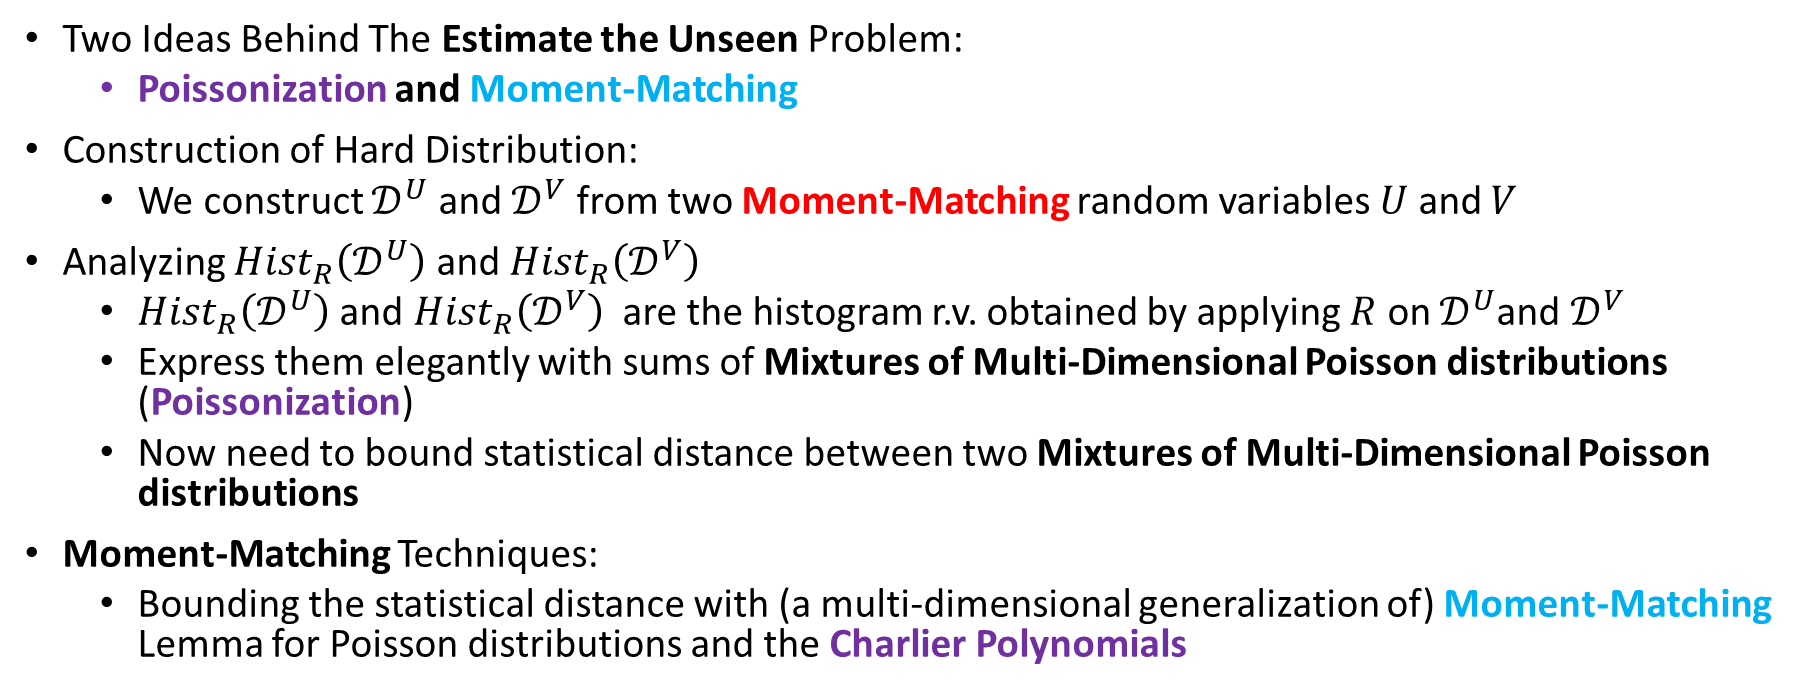 • Two Ideas Behind The Estimate the Unseen Problem:
• Poissonization and Moment-Matching
• Construction of Hard Distribution:
• We construct 𝒟^U and 𝒟^V from two Moment-Matching random variables U and V
• Analyzing Hist_R(𝒟^U) and Hist_R(𝒟^V)
• Hist_R(𝒟^U) and Hist_R(𝒟^V) are the histogram r.v. obtained by applying R on 𝒟^U and 𝒟^V
• Express them elegantly with sums of Mixtures of Multi-Dimensional Poisson distributions
(Poissonization)
• Now need to bound statistical distance between two Mixtures of Multi-Dimensional Poisson
distributions
• Moment-Matching Techniques:
• Bounding the statistical distance with (a multi-dimensional generalization of) Moment-Matching
Lemma for Poisson distributions and the Charlier Polynomials